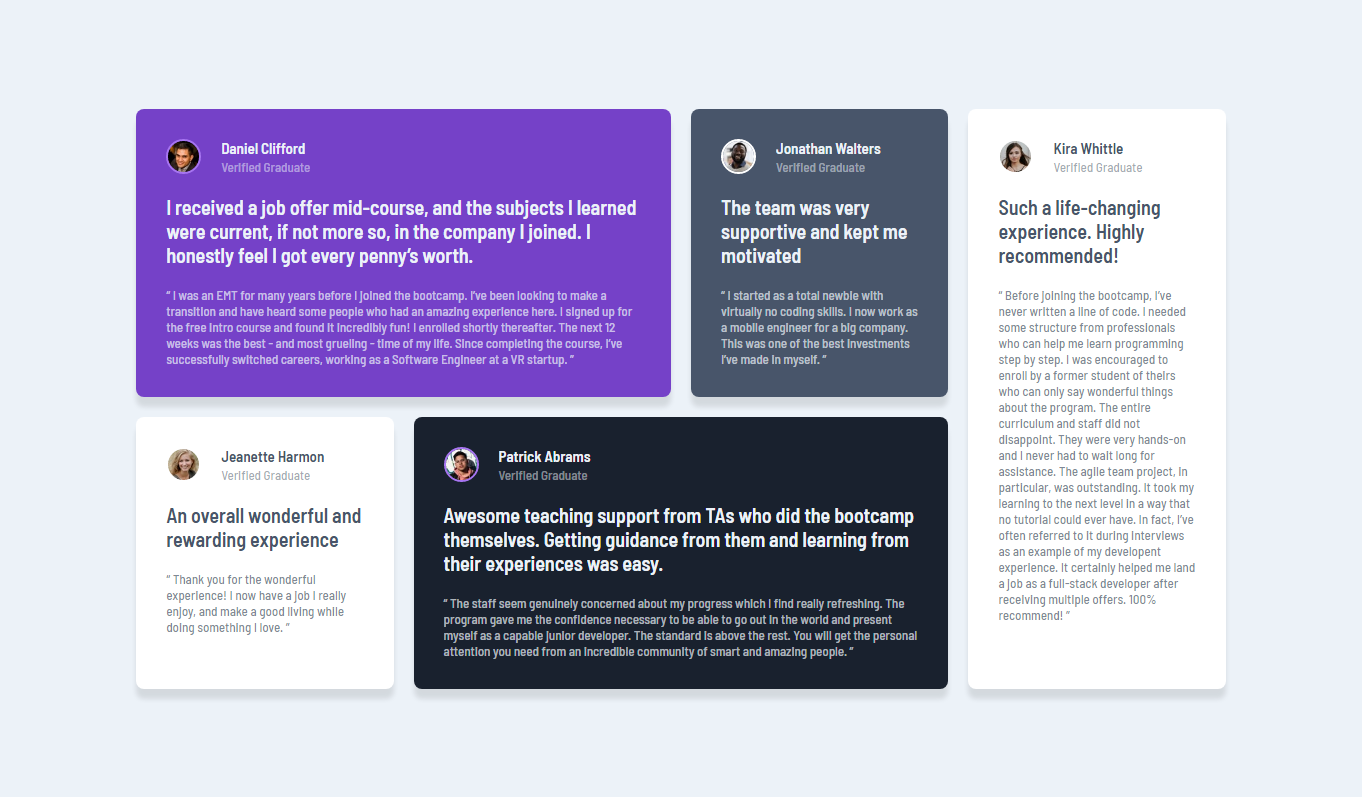 Daniel Clifford
Verified Graduate
I received a job offer mid-course, and the subjects I learned
were current, if not more so, in the company I joined. I
honestly feel I got every penny’s worth.
“ I was an EMT for many years before I joined the bootcamp. I’ve been looking to make a
transition and have heard some people who had an amazing experience here. I signed up for
the free intro course and found it incredibly fun! I enrolled shortly thereafter. The next 12
weeks was the best - and most grueling - time of my life. Since completing the course, I’ve
successfully switched careers, working as a Software Engineer at a VR startup. ”
Jonathan Walters
Verified Graduate
The team was very
supportive and kept me
motivated
“ I started as a total newbie with
virtually no coding skills. I now work as
a mobile engineer for a big company.
This was one of the best investments
I’ve made in myself. ”
Kira Whittle
Verified Graduate
Such a life-changing
experience. Highly
recommended!
“ Before joining the bootcamp, I’ve
never written a line of code. I needed
some structure from professionals
who can help me learn programming
step by step. I was encouraged to
enroll by a former student of theirs
who can only say wonderful things
about the program. The entire
curriculum and staff did not
disappoint. They were very hands-on
and I never had to wait long for
assistance. The agile team project, in
particular, was outstanding. It took my
learning to the next level in a way that
no tutorial could ever have. In fact, I’ve
often referred to it during interviews
as an example of my developent
experience. It certainly helped me land
a job as a full-stack developer after
receiving multiple offers. 100%
recommend! ”
Jeanette Harmon
Verified Graduate
An overall wonderful and
rewarding experience
“ Thank you for the wonderful
experience! I now have a job I really
enjoy, and make a good living while
doing something I love. ”
Patrick Abrams
Verified Graduate
Awesome teaching support from TAs who did the bootcamp
themselves. Getting guidance from them and learning from
their experiences was easy.
“ The staff seem genuinely concerned about my progress which I find really refreshing. The
program gave me the confidence necessary to be able to go out in the world and present
myself as a capable junior developer. The standard is above the rest. You will get the personal
attention you need from an incredible community of smart and amazing people. ”